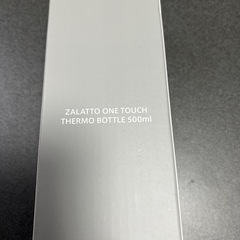 ZALATTO ONE TOUCH
THERMO BOTTLE 500ml